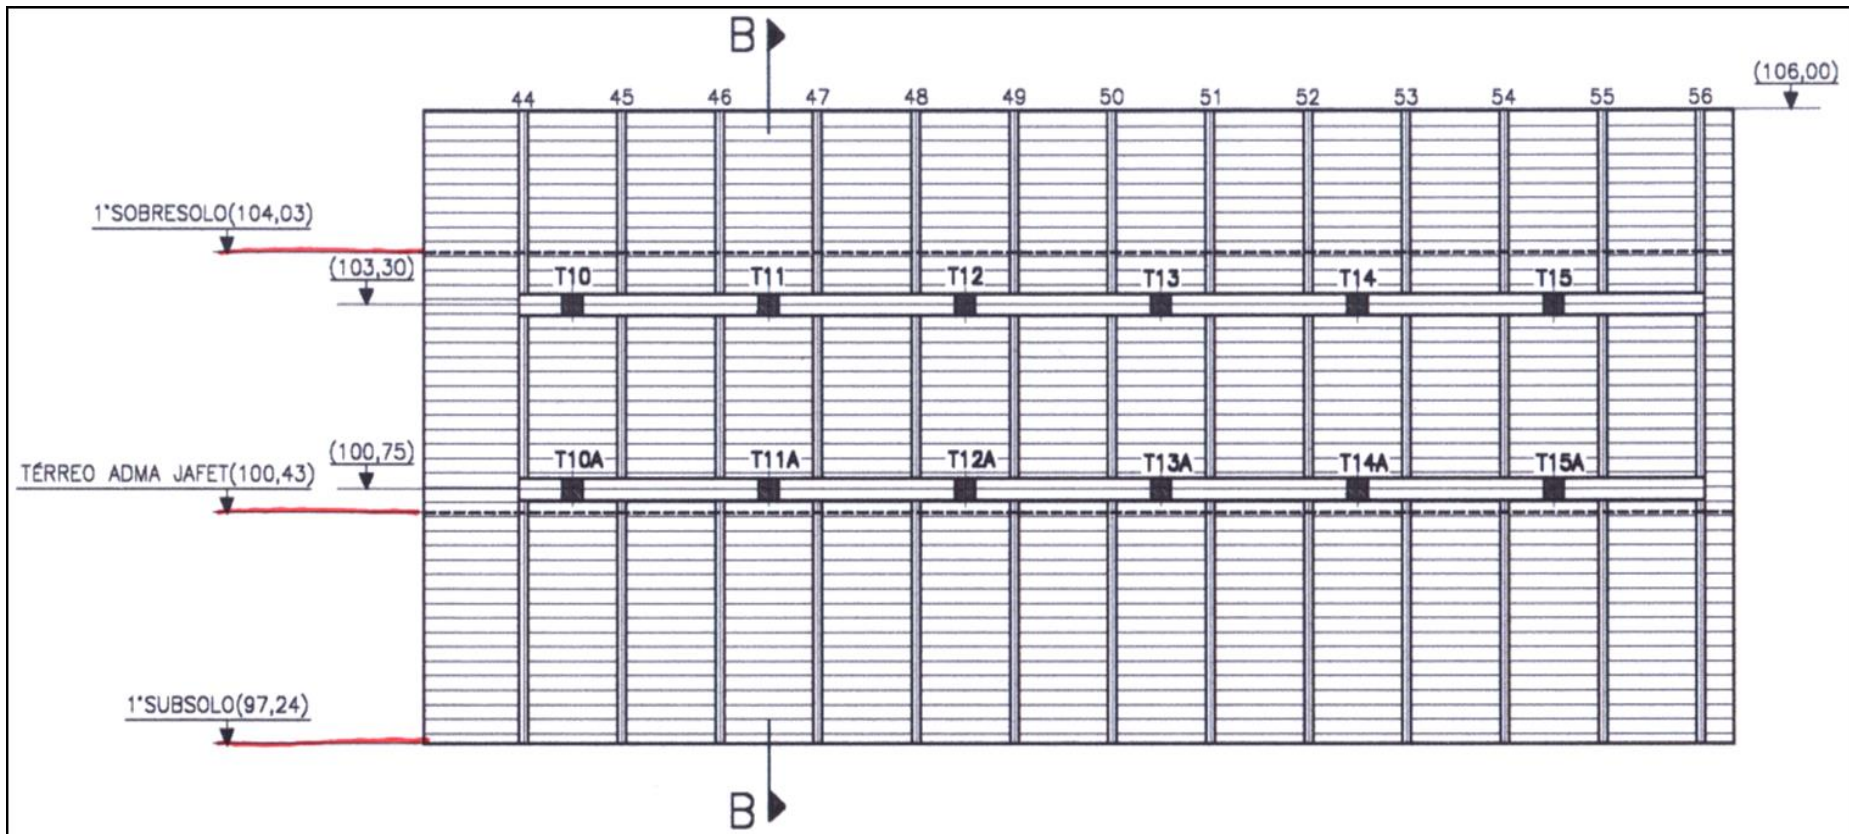 B
(106,00)
44 45 46 47 48 49 50 51 52 53 54 55 56
1°SOBRESOLO(104,03)
(103,30)
T10 T11 T12 T13 T14 T15
(100,75)
T10A T11A T12A T13A T14A T15A
TÉRREO ADMA JAFET(100,43)
1°SUBSOLO(97,24)
B